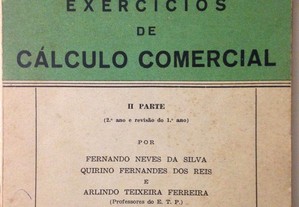 EXERCÍCIOS
DE
CÁLCULO COMERCIAL
II PARTE
(2.º ano e revisão do 1.º ano)
POR
FERNANDO NEVES DA SILVA
QUIRINO FERNANDES DOS REIS
E
ARLINDO TEIXEIRA FERREIRA
(Professores do E. T. P.)